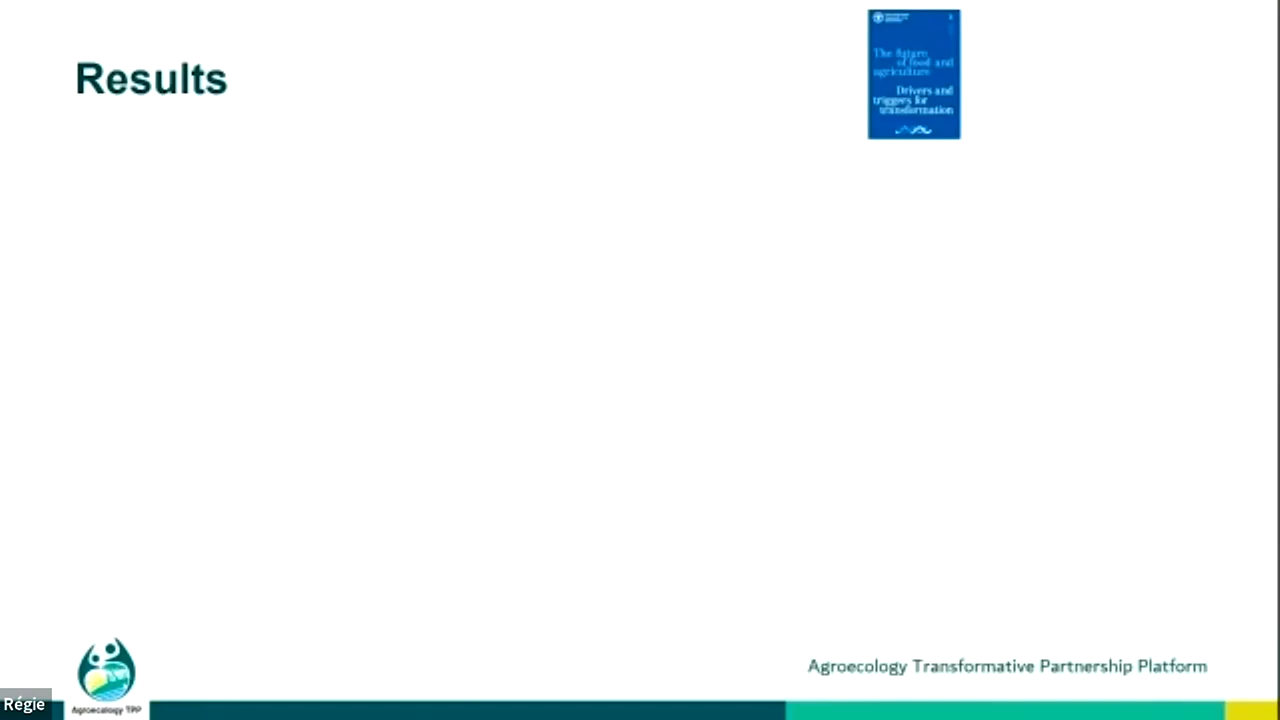 Results
The future
of food and
agriculture
Drivers and
triggers for
transformation
Agroecology Transformative Partnership Platform
Agroecology TPP
Régie